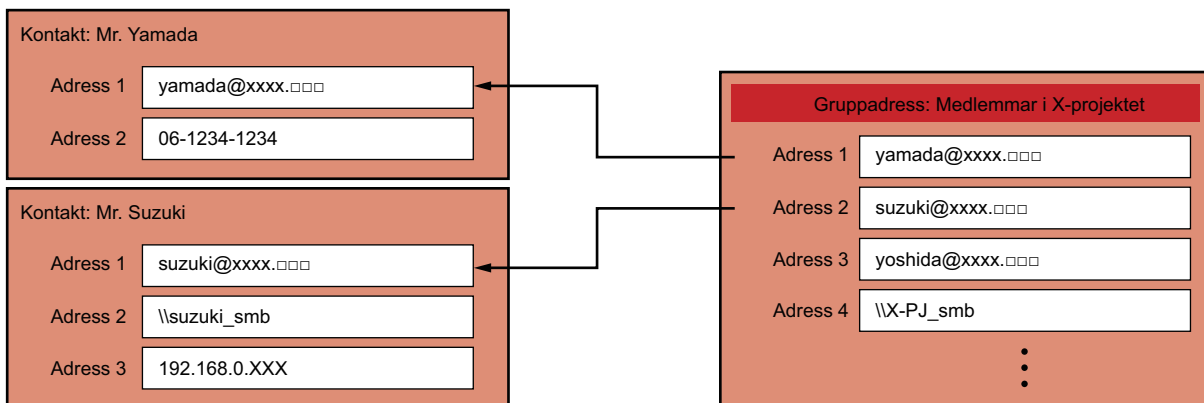 Kontakt: Mr. Yamada
Adress 1 yamada@xxxx.□□□
Adress 2 06-1234-1234
Kontakt: Mr. Suzuki
Adress 1 suzuki@xxxx.□□□
Adress 2 \\suzuki_smb
Adress 3 192.168.0.XXX
Gruppadress: Medlemmar i X-projektet
Adress 1 yamada@xxxx.□□□
Adress 2 suzuki@xxxx.□□□
Adress 3 yoshida@xxxx.□□□
Adress 4 \\X-PJ_smb